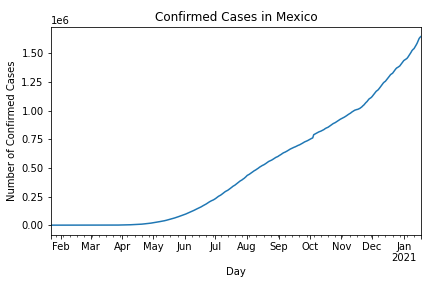 Confirmed Cases in Mexico
1e6
1.50
1.25
1.00
0.75
0.50
0.25
0.00
Number of Confirmed Cases
Feb Mar Apr May Jun Jul Aug Sep Oct Nov Dec Jan
2021
Day